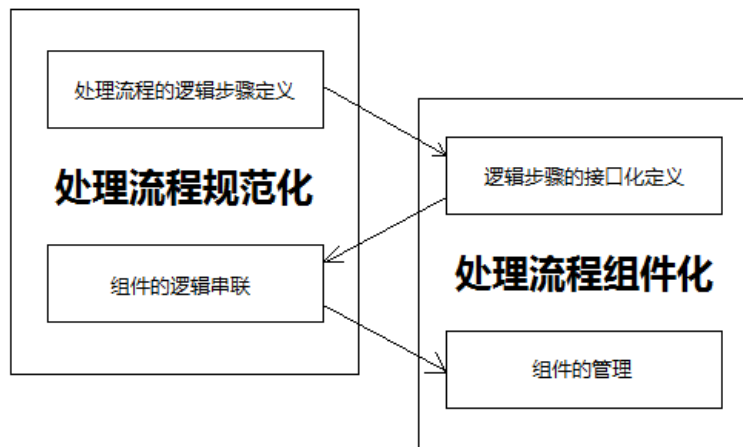 处理流程的逻辑步骤定义
处理流程规范化
组件的逻辑串联
逻辑步骤的接口化定义
处理流程组件化
组件的管理